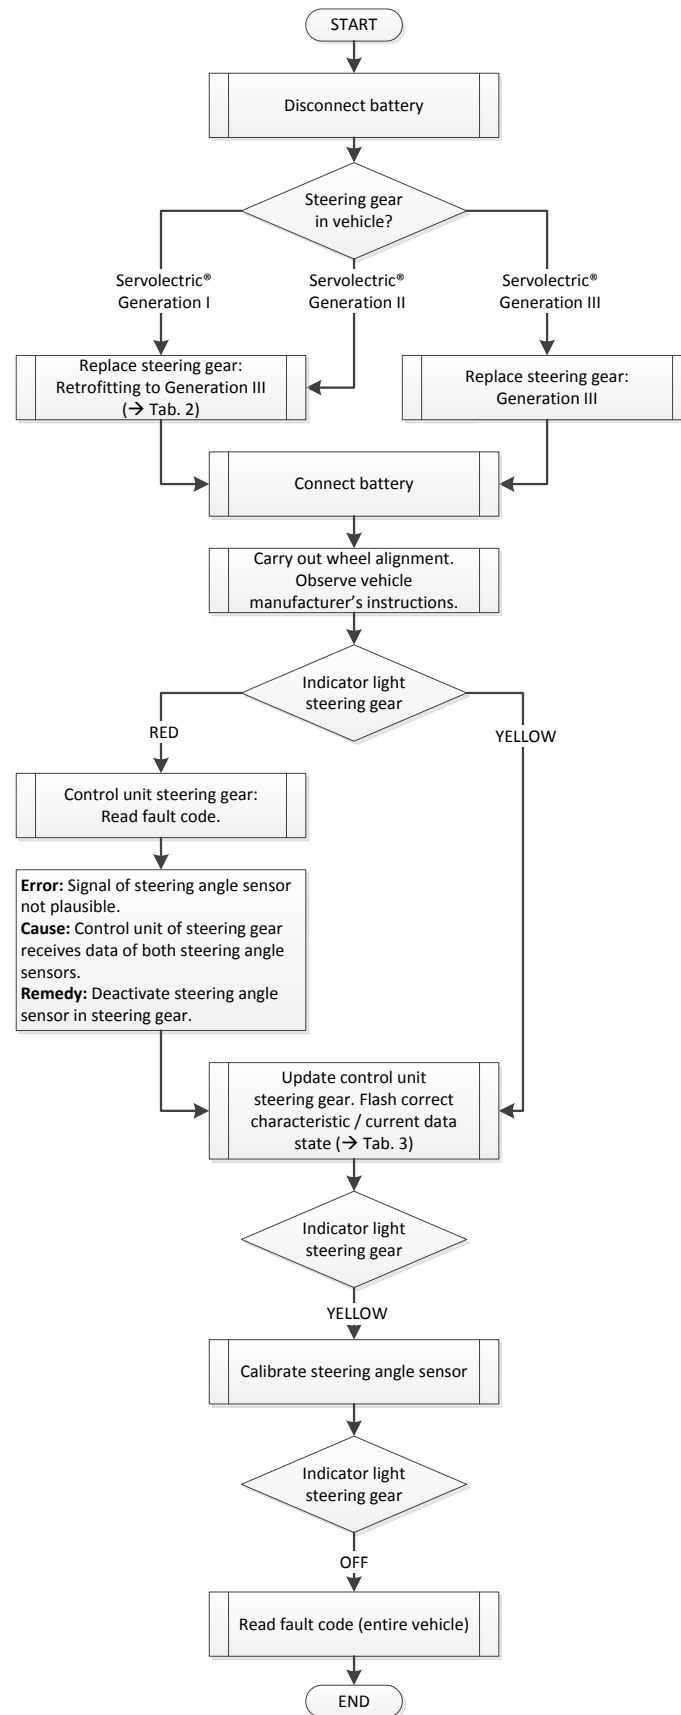 START
Disconnect battery
Steering gear
in vehicle?
Servolectric®
Generation I
Servolectric®
Generation II
Servolectric®
Generation III
Replace steering gear:
Retrofitting to Generation III
(→ Tab. 2)
Replace steering gear:
Generation III
Connect battery
Carry out wheel alignment.
Observe vehicle
manufacturer’s instructions.
Indicator light
steering gear
RED
YELLOW
Control unit steering gear:
Read fault code.
Error: Signal of steering angle sensor
not plausible.
Cause: Control unit of steering gear
receives data of both steering angle
sensors.
Remedy: Deactivate steering angle
sensor in steering gear.
Update control unit
steering gear. Flash correct
characteristic / current data
state (→ Tab. 3)
Indicator light
steering gear
YELLOW
Calibrate steering angle sensor
Indicator light
steering gear
OFF
Read fault code (entire vehicle)
END